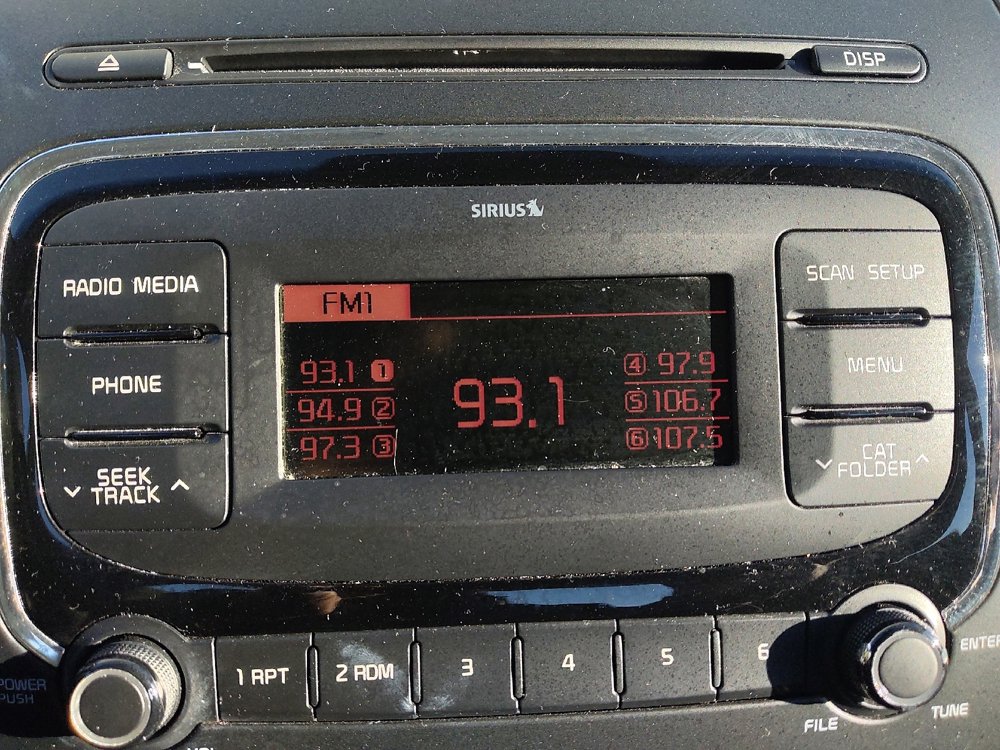 DISP
SIRIUS
RADIO MEDIA
SCAN SETUP
FM1
PHONE
MENU
93.1 1
94.9 2
97.3 3
93.1
4 97.9
5 106.7
6 107.5
SEEK
TRACK
CAT
FOLDER
1 RPT
2 RDM
3
4
5
6
POWER
PUSH
ENTER
FILE
TUNE